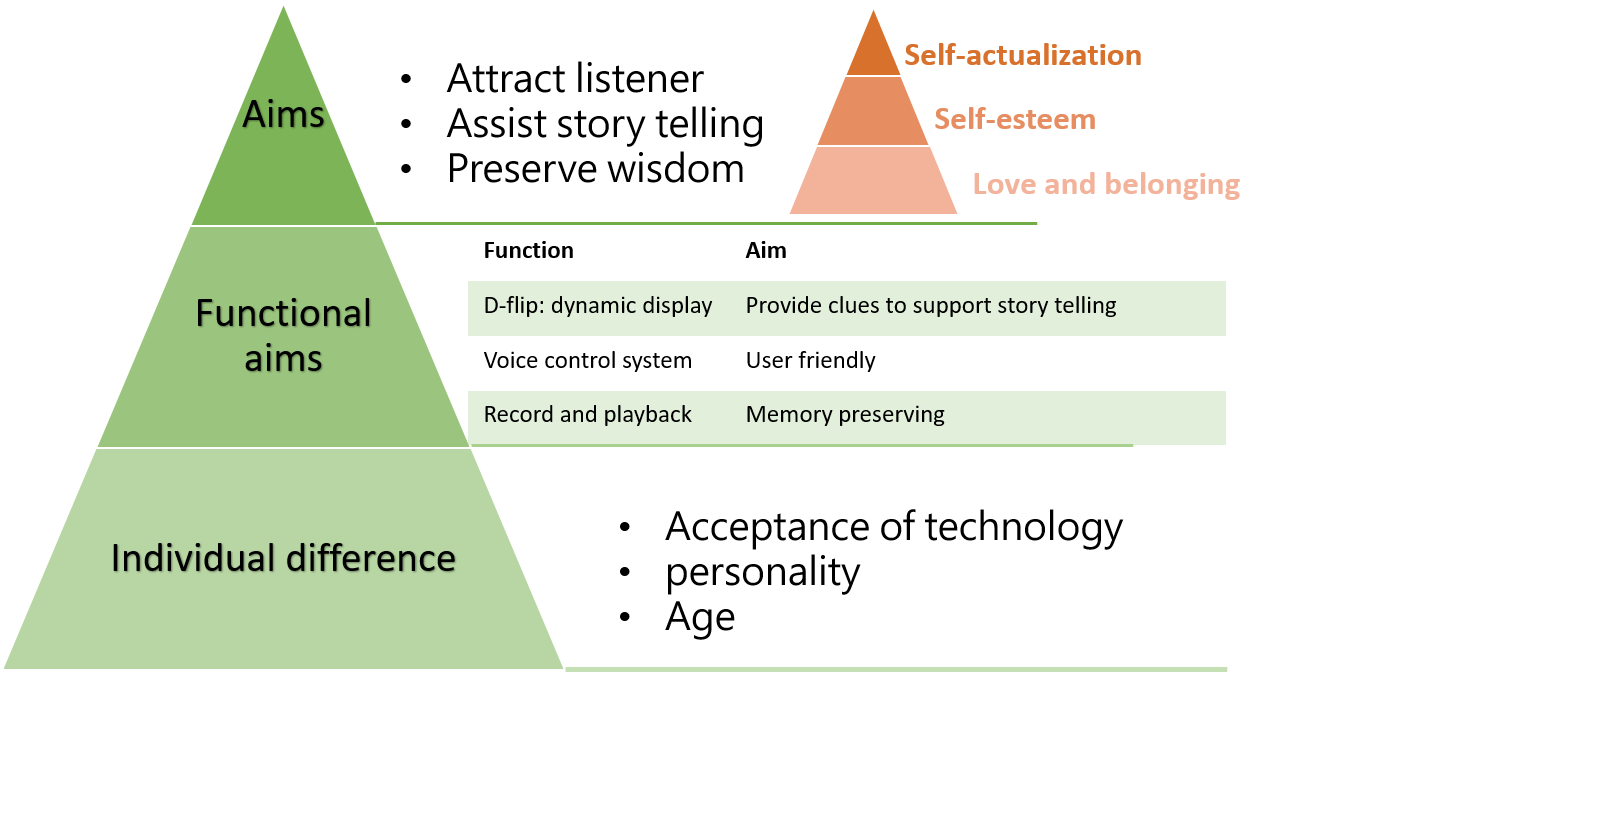 Aims
• Attract listener
• Assist story telling
• Preserve wisdom
Self-actualization
Self-esteem
Love and belonging
Functional
aims
Function Aim
D-flip: dynamic display Provide clues to support story telling
Voice control system User friendly
Record and playback Memory preserving
Individual difference
• Acceptance of technology
• personality
• Age